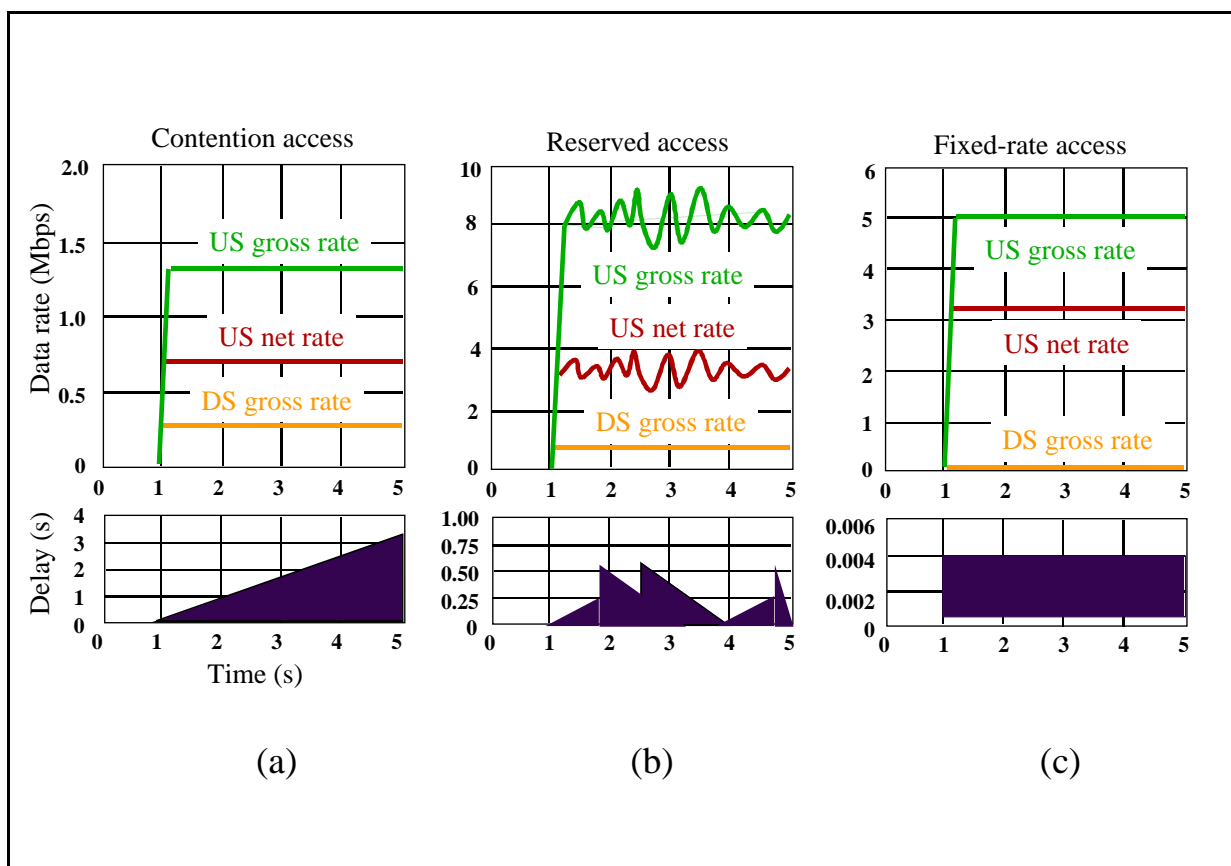 Contention access
Data rate (Mbps)
2.0
1.5
1.0
0.5
0
US gross rate
US net rate
DS gross rate
0 1 2 3 4 5
Delay (s)
4
3
2
1
0
0 1 2 3 4 5
Time (s)
(a)
Reserved access
10
8
6
4
2
0
US gross rate
US net rate
DS gross rate
0 1 2 3 4 5
1.00
0.75
0.50
0.25
0
0 1 2 3 4 5
(b)
Fixed-rate access
6
5
4
3
2
1
0
US gross rate
US net rate
DS gross rate
0 1 2 3 4 5
0.006
0.004
0.002
0
0 1 2 3 4 5
(c)